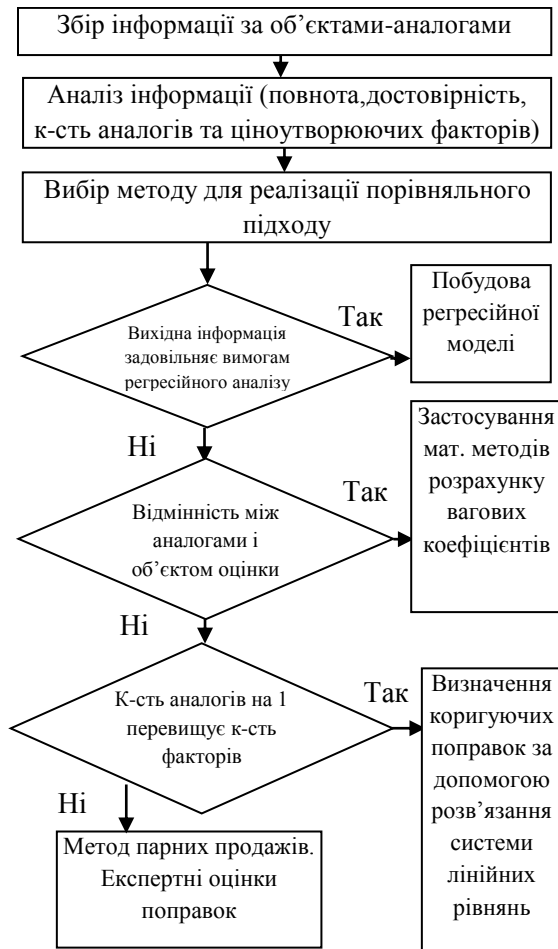 Збір інформації за об’єктами-аналогами
Аналіз інформації (повнота,достовірність,
к-сть аналогів та ціноутворюючих факторів)
Вибір методу для реалізації порівняльного
підходу
Вихідна інформація
задовільняє вимогам
регресійного аналізу
Так
Побудова
регресійної
моделі
Ні
Відмінність між
аналогами і
об’єктом оцінки
Так
Застосування
мат. методів
розрахунку
вагових
коефіцієнтів
Ні
К-сть аналогів на 1
перевищує к-сть
факторів
Так
Визначення
коригуючих
поправок за
допомогою
розв’язання
системи
лінійних
рівнянь
Ні
Метод парних продажів.
Експертні оцінки
поправок